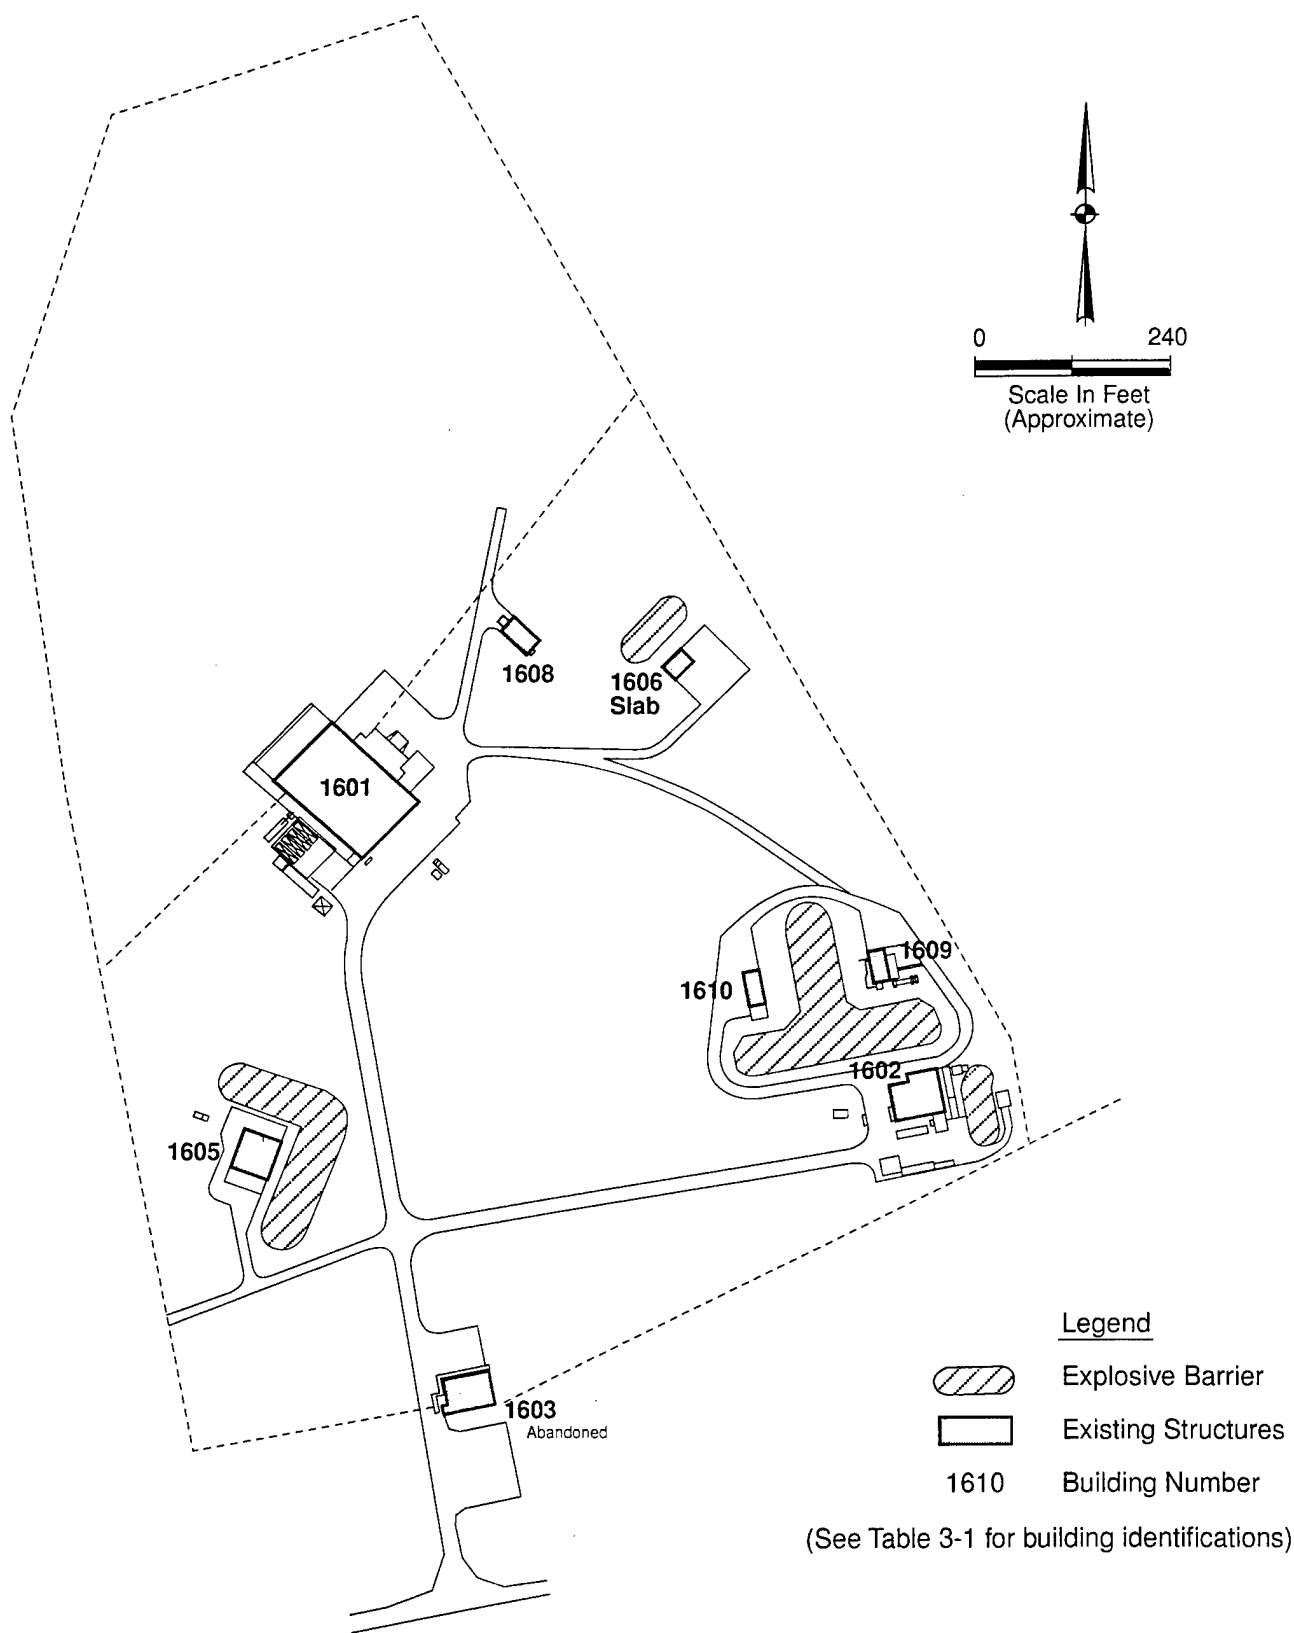 0 240
Scale In Feet
(Approximate)
1608
1606
Slab
1601
1609
1610
1602
1605
1603
Abandoned
Legend
Explosive Barrier
Existing Structures
1610 Building Number
(See Table 3-1 for building identifications)